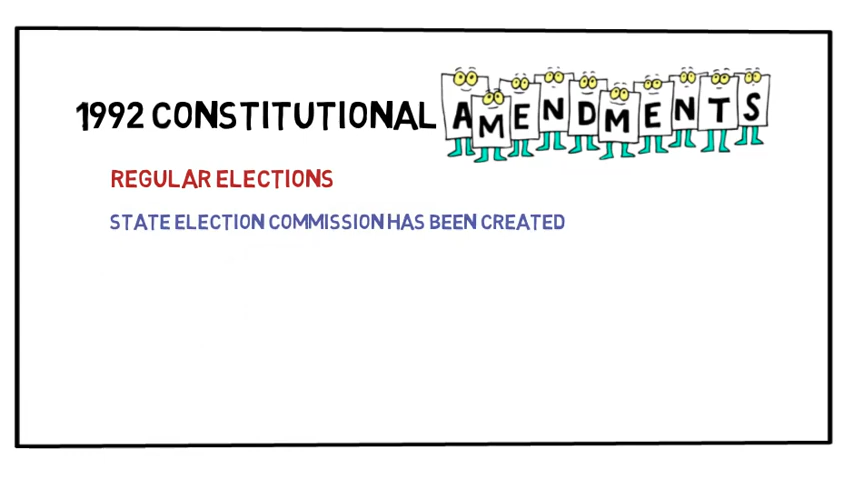 1992 CONSTITUTIONAL AMENDMENTS
REGULAR ELECTIONS
STATE ELECTION COMMISSION HAS BEEN CREATED